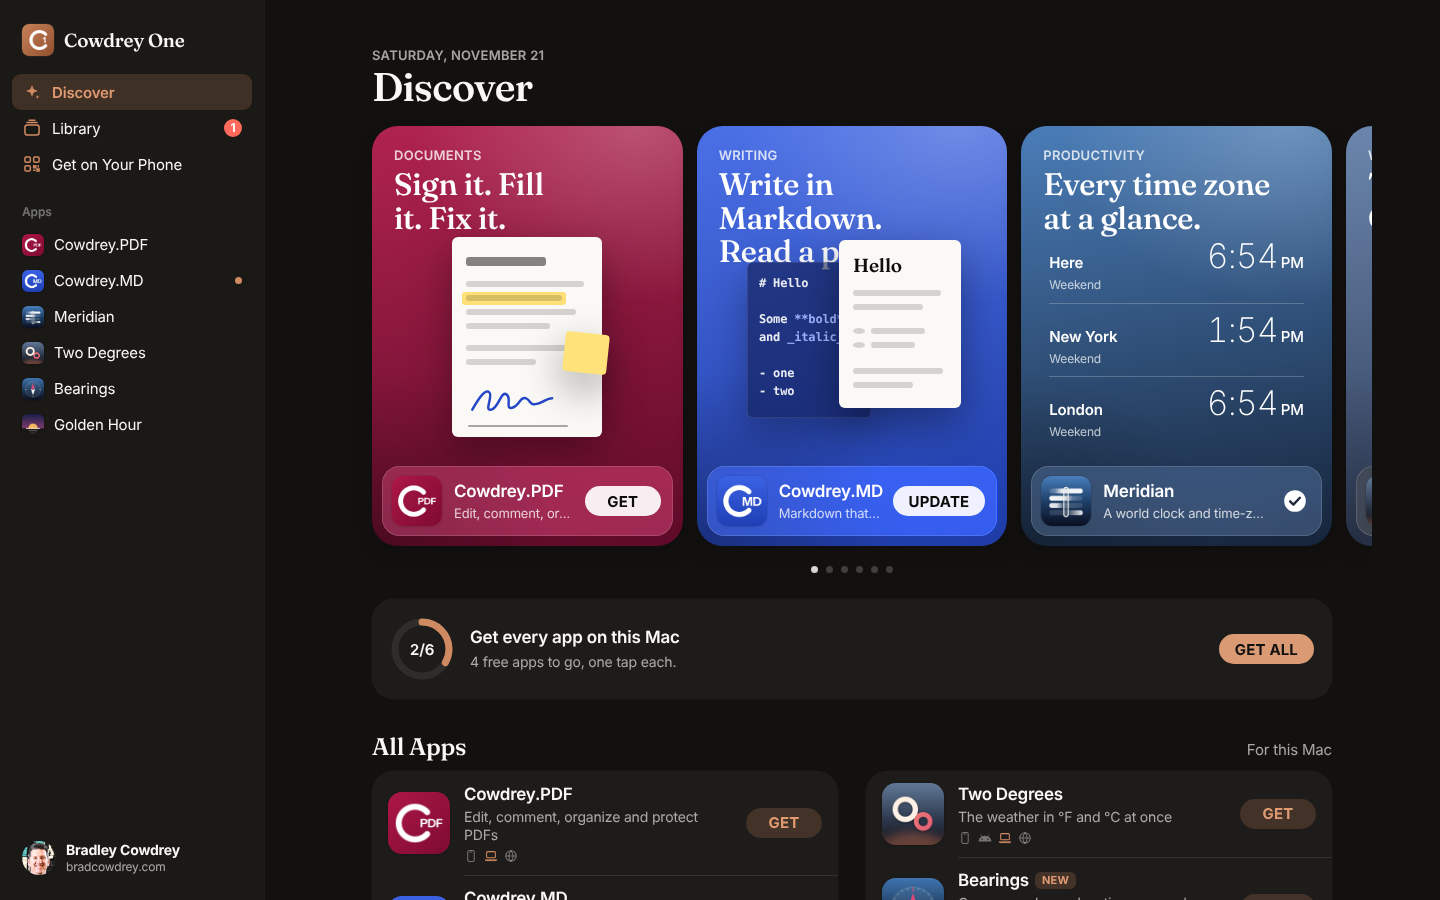 Cowdrey One
Discover
Library
1
Get on Your Phone
Apps
Cowdrey.PDF
Cowdrey.MD
Meridian
Two Degrees
Bearings
Golden Hour
Bradley Cowdrey
bradcowdrey.com
SATURDAY, NOVEMBER 21
Discover
DOCUMENTS
Sign it. Fill
it. Fix it.
PDF
Cowdrey.PDF
Edit, comment, or...
GET
WRITING
Write in
Markdown.
Read a p
# Hello
Some **bold*
and _italic_
- one
- two
Hello
MD
Cowdrey.MD
Markdown that...
UPDATE
PRODUCTIVITY
Every time zone
at a glance.
Here
Weekend
6:54 PM
New York
Weekend
1:54 PM
London
Weekend
6:54 PM
Meridian
A world clock and time-z...
2/6
Get every app on this Mac
4 free apps to go, one tap each.
GET ALL
All Apps
For this Mac
PDF
Cowdrey.PDF
Edit, comment, organize and protect
PDFs
GET
Cowdrey.MD
Two Degrees
The weather in °F and °C at once
GET
Bearings NEW